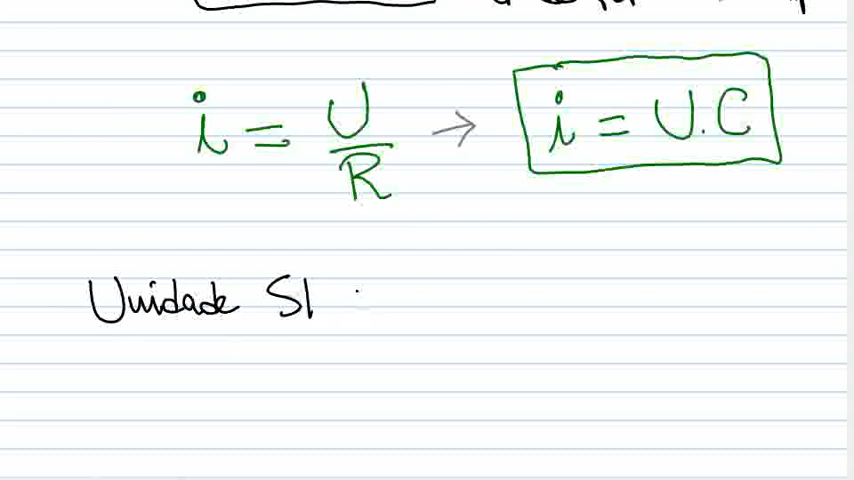 i = U/R → i = U.C
Unidade SI